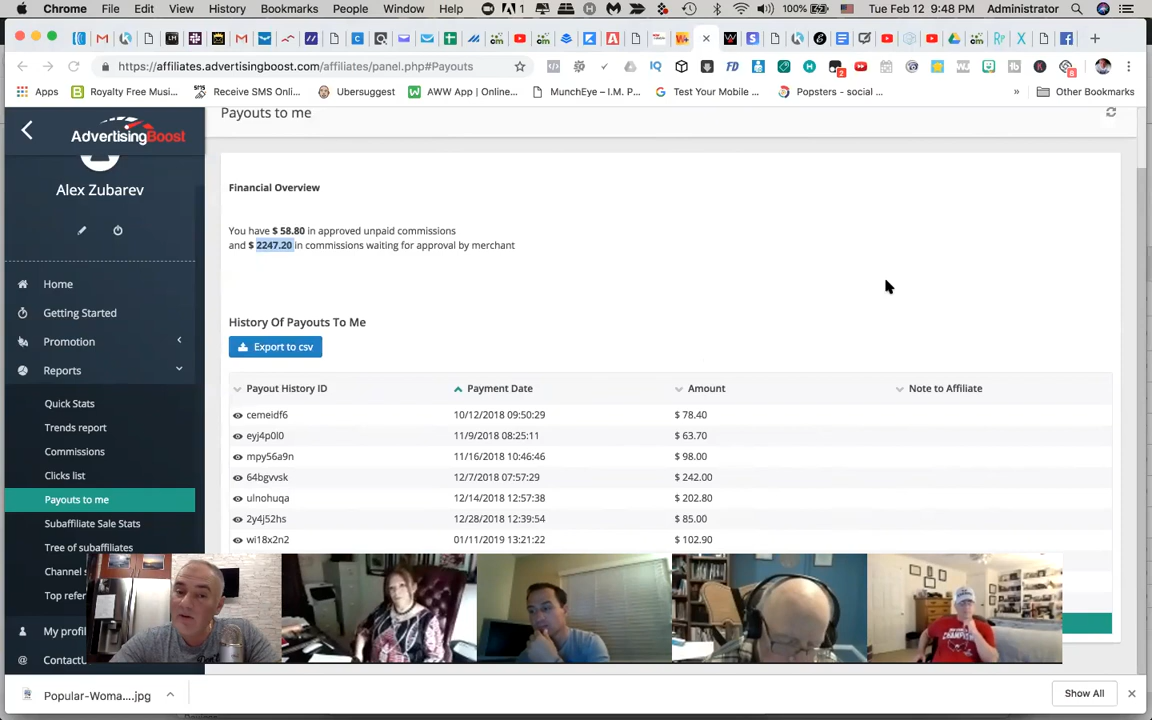 Chrome File Edit View History Bookmarks People Window Help 100% Tue Feb 12 9:48 PM Administrator
https://affiliates.advertisingboost.com/affiliates/panel.php#Payouts
Apps Royalty Free Musi... Receive SMS Onli... Ubersuggest AWW App | Online... MunchEye – I.M. P... Test Your Mobile ... Popsters - social ... » Other Bookmarks
AdvertisingBoost
Alex Zubarev
Home
Getting Started
Promotion
Reports
Quick Stats
Trends report
Commissions
Clicks list
Payouts to me
Subaffiliate Sale Stats
Tree of subaffiliates
Channel
Top refer
My profil
ContactU
Payouts to me
Financial Overview
You have $ 58.80 in approved unpaid commissions
and $ 2247.20 in commissions waiting for approval by merchant
History Of Payouts To Me
Export to csv
Payout History ID Payment Date Amount Note to Affiliate
cemeidf6 10/12/2018 09:50:29 $ 78.40
eyj4p0l0 11/9/2018 08:25:11 $ 63.70
mpy56a9n 11/16/2018 10:46:46 $ 98.00
64bgvvsk 12/7/2018 07:57:29 $ 242.00
ulnohuqa 12/14/2018 12:57:38 $ 202.80
2y4j52hs 12/28/2018 12:39:54 $ 85.00
wi18x2n2 01/11/2019 13:21:22 $ 102.90
Popular-Woma....jpg Show All